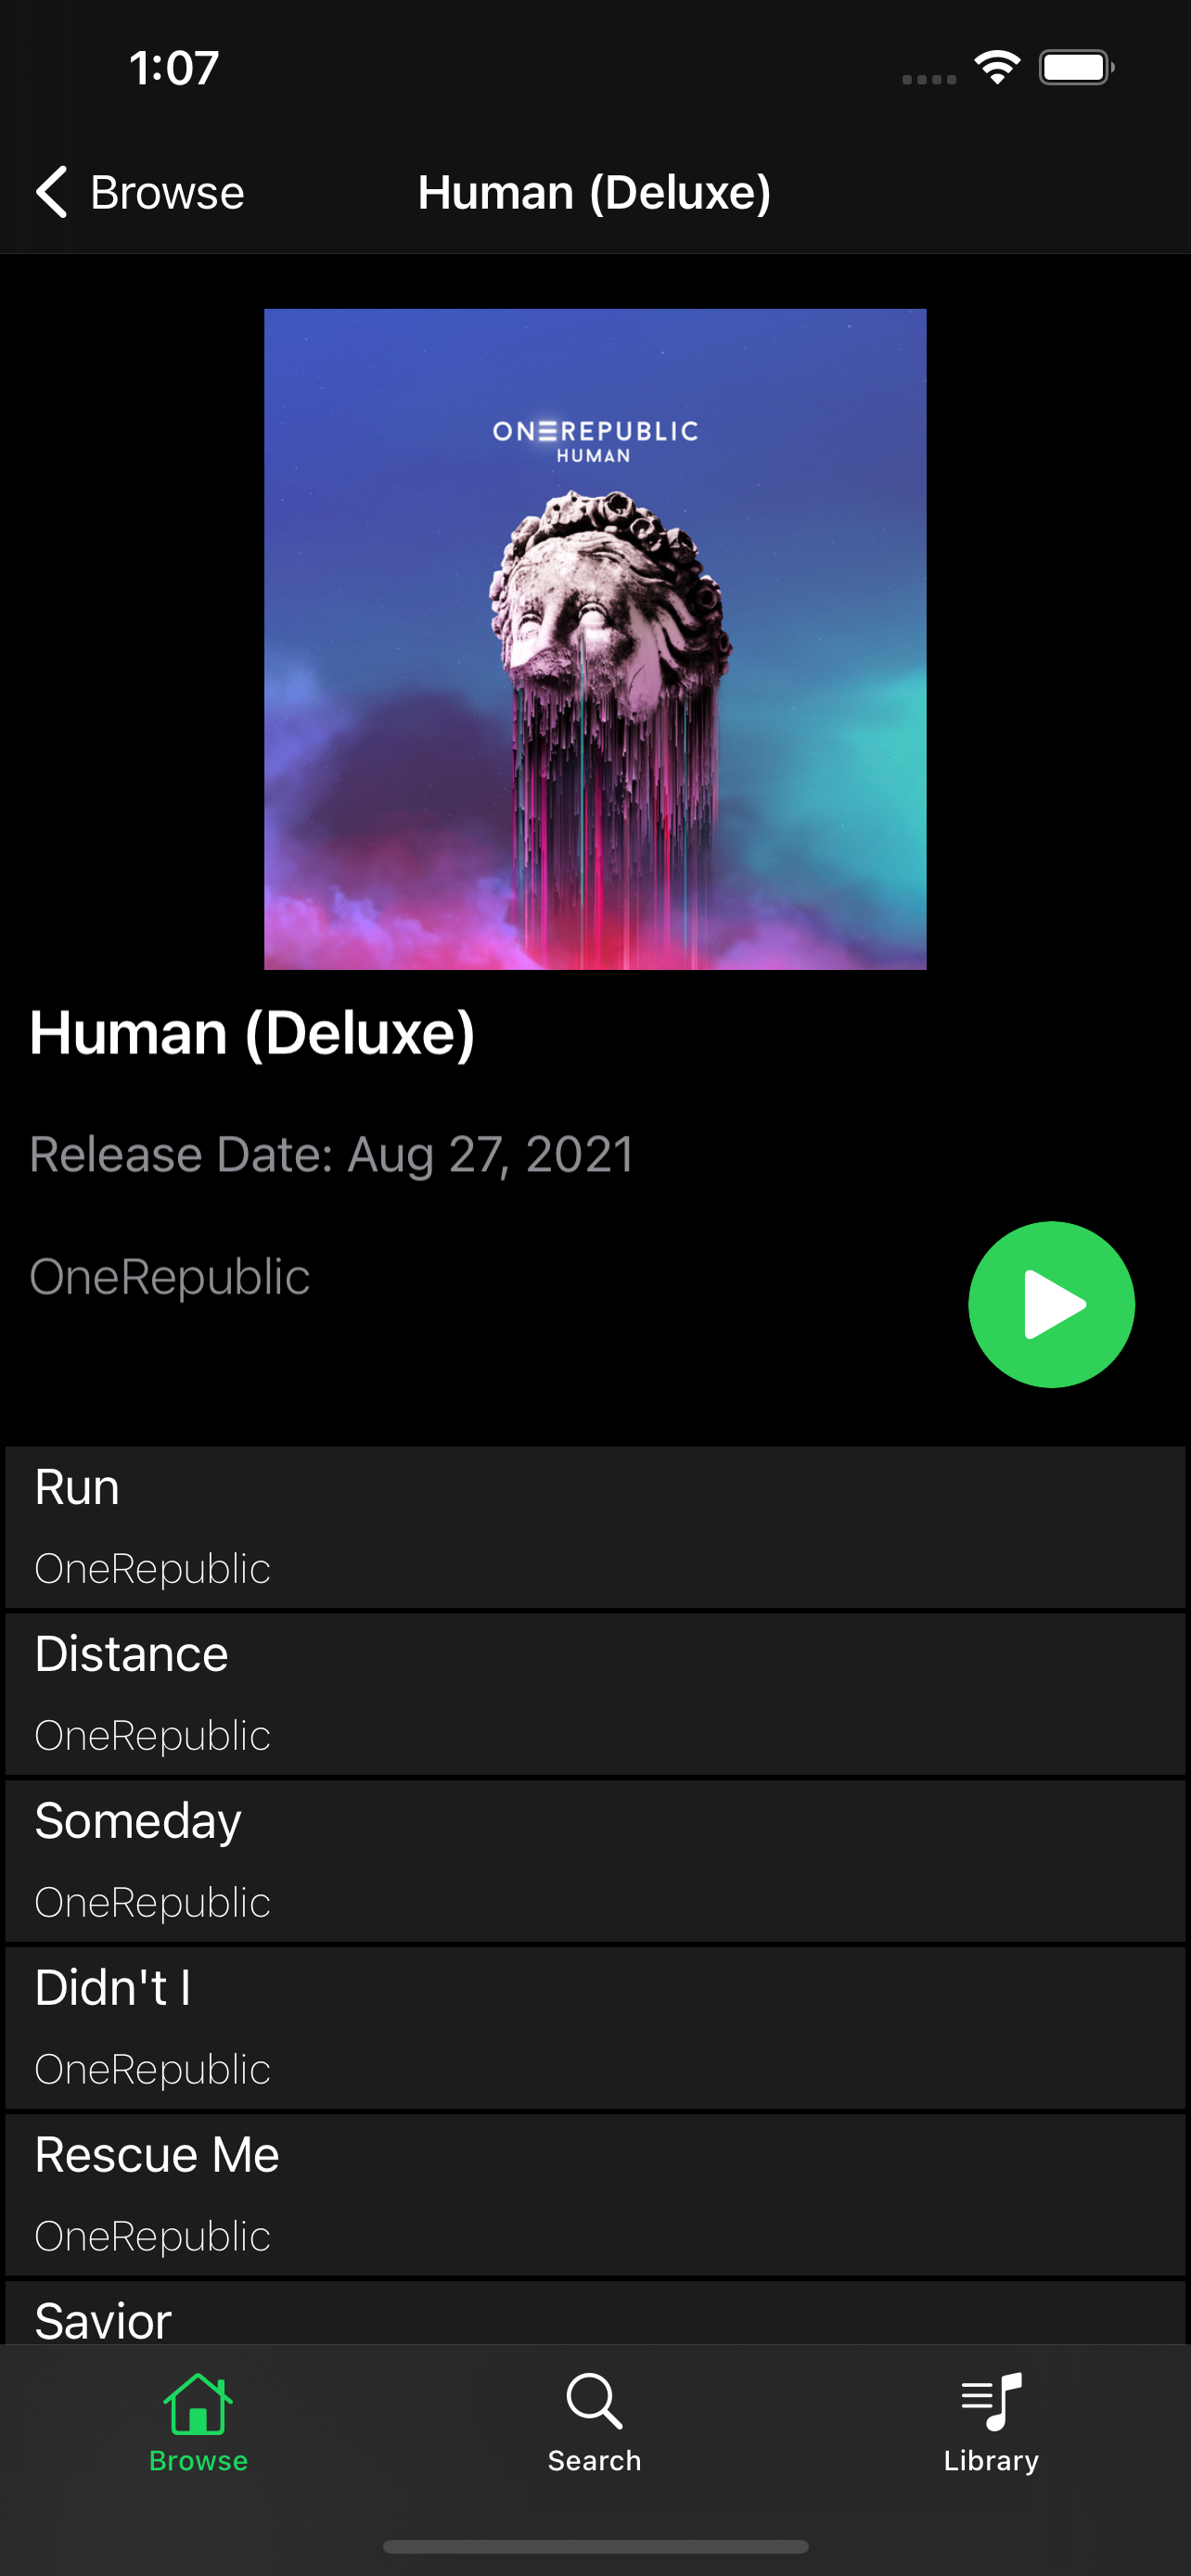 1:07
Browse
Human (Deluxe)
ONEREPUBLIC
HUMAN
Human (Deluxe)
Release Date: Aug 27, 2021
OneRepublic
Run
OneRepublic
Distance
OneRepublic
Someday
OneRepublic
Didn't I
OneRepublic
Rescue Me
OneRepublic
Savior
Browse
Search
Library